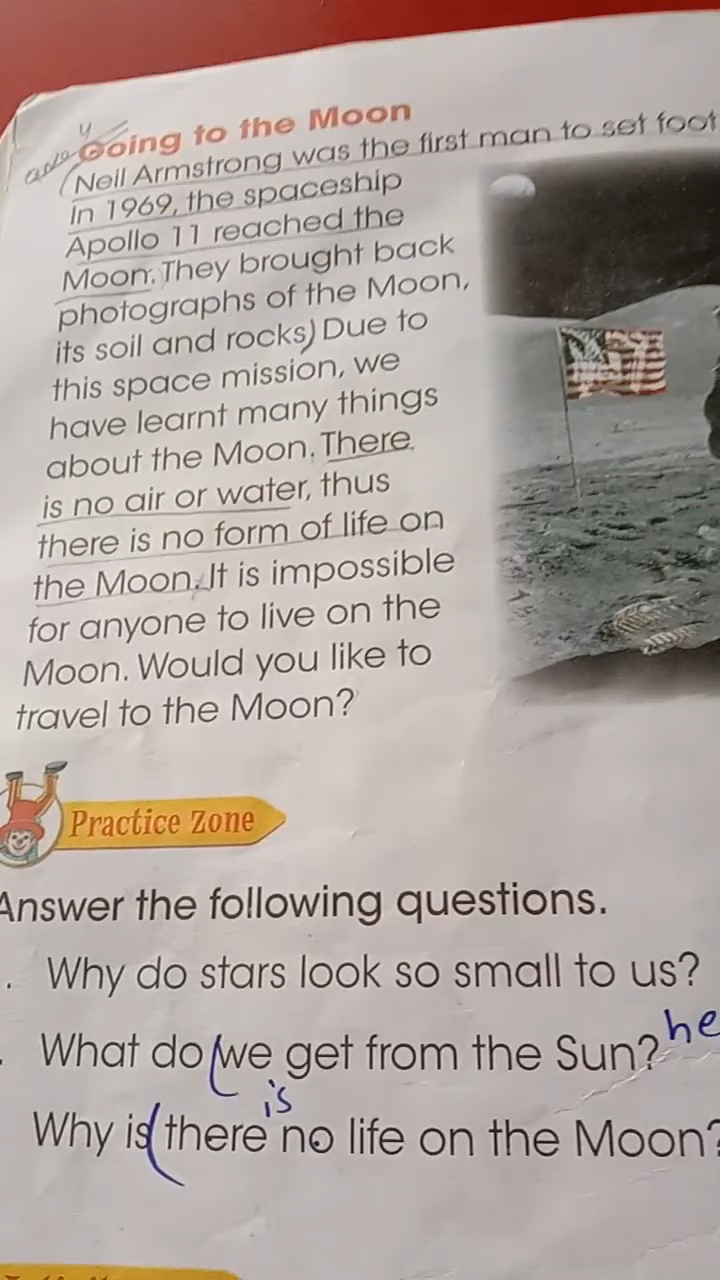 Going to the Moon
Neil Armstrong was the first man to set foot
in 1969, the spaceship
Apollo 11 reached the
Moon. They brought back
photographs of the Moon,
its soil and rocks) Due to
this space mission, we
have learnt many things
about the Moon. There
is no air or water, thus
there is no form of life on
the Moon. It is impossible
for anyone to live on the
Moon. Would you like to
travel to the Moon?
Practice Zone
Answer the following questions.
Why do stars look so small to us?
What do (we get from the Sun? he
is
Why is (there no life on the Moon?